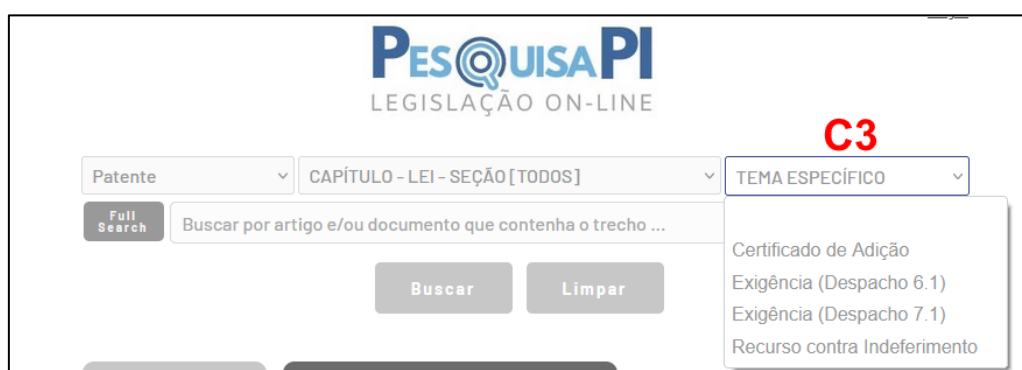 PESQUISAPI
LEGISLAÇÃO ON-LINE
C3
Patente
CAPÍTULO - LEI - SEÇÃO [TODOS]
TEMA ESPECÍFICO
Full
Search
Buscar por artigo e/ou documento que contenha o trecho ...
Certificado de Adição
Exigência (Despacho 6.1)
Exigência (Despacho 7.1)
Recurso contra Indeferimento
Buscar
Limpar